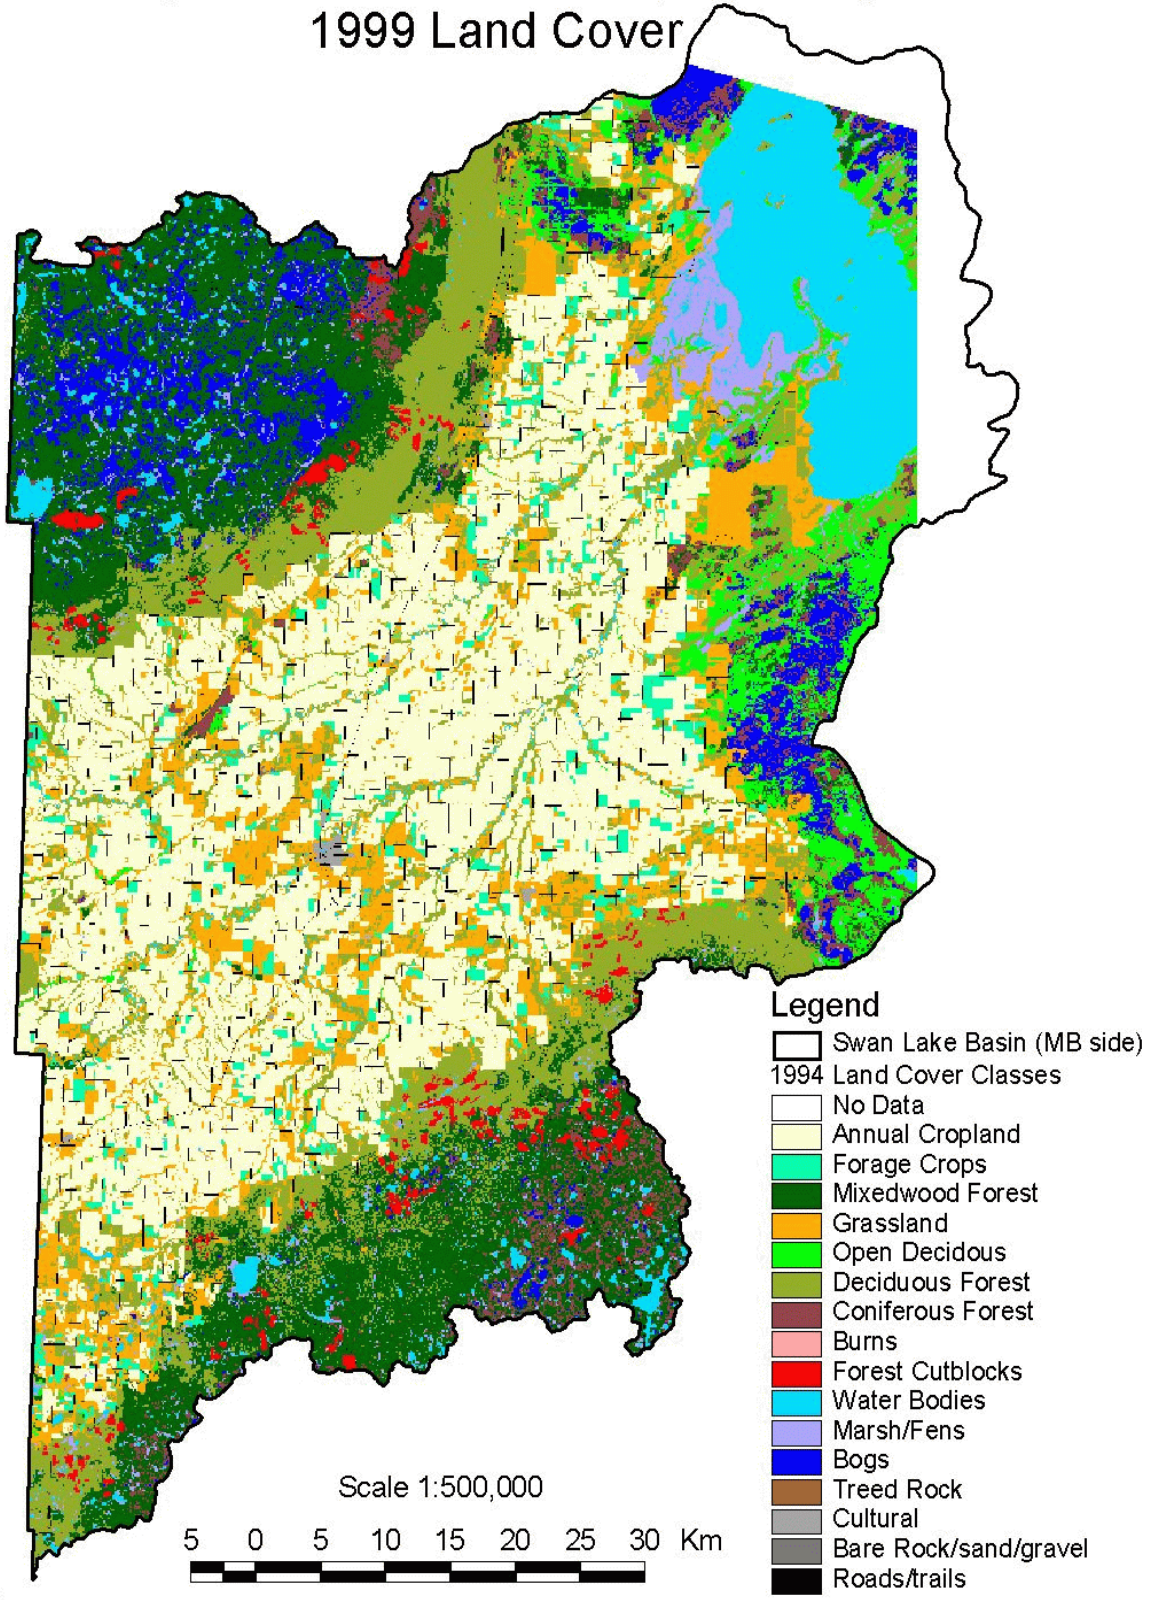 1999 Land Cover
Legend
Swan Lake Basin (MB side)
1994 Land Cover Classes
No Data
Annual Cropland
Forage Crops
Mixedwood Forest
Grassland
Open Decidous
Deciduous Forest
Coniferous Forest
Burns
Forest Cutblocks
Water Bodies
Marsh/Fens
Bogs
Treed Rock
Cultural
Bare Rock/sand/gravel
Roads/trails
Scale 1:500,000
5 0 5 10 15 20 25 30 Km